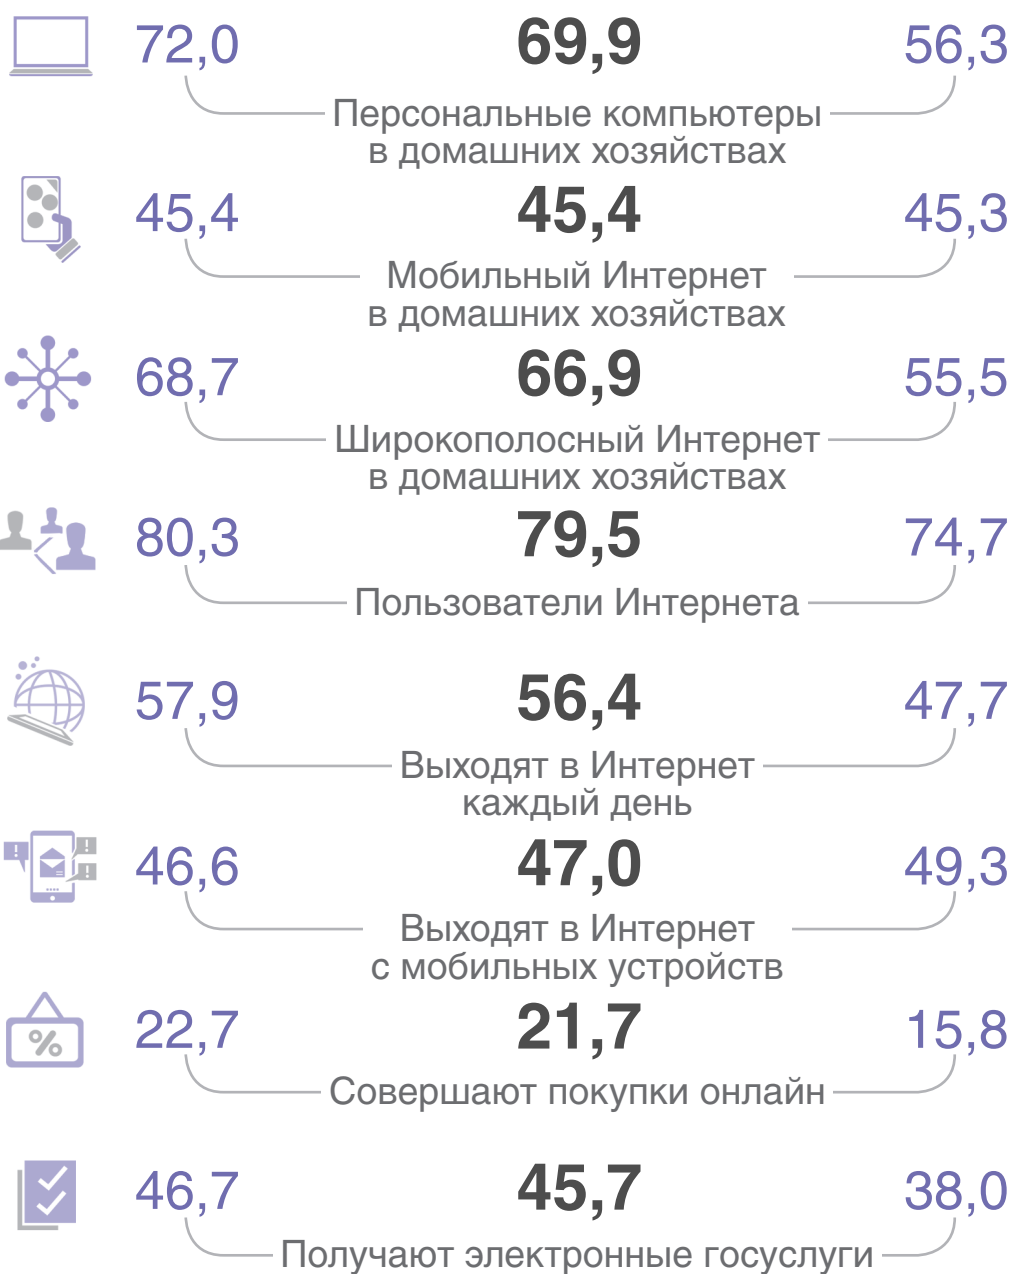 72,0 69,9 56,3
Персональные компьютеры
в домашних хозяйствах
45,4 45,4 45,3
Мобильный Интернет
в домашних хозяйствах
68,7 66,9 55,5
Широкополосный Интернет
в домашних хозяйствах
80,3 79,5 74,7
Пользователи Интернета
57,9 56,4 47,7
Выходят в Интернет
каждый день
46,6 47,0 49,3
Выходят в Интернет
с мобильных устройств
22,7 21,7 15,8
%
Совершают покупки онлайн
46,7 45,7 38,0
Получают электронные госуслуги